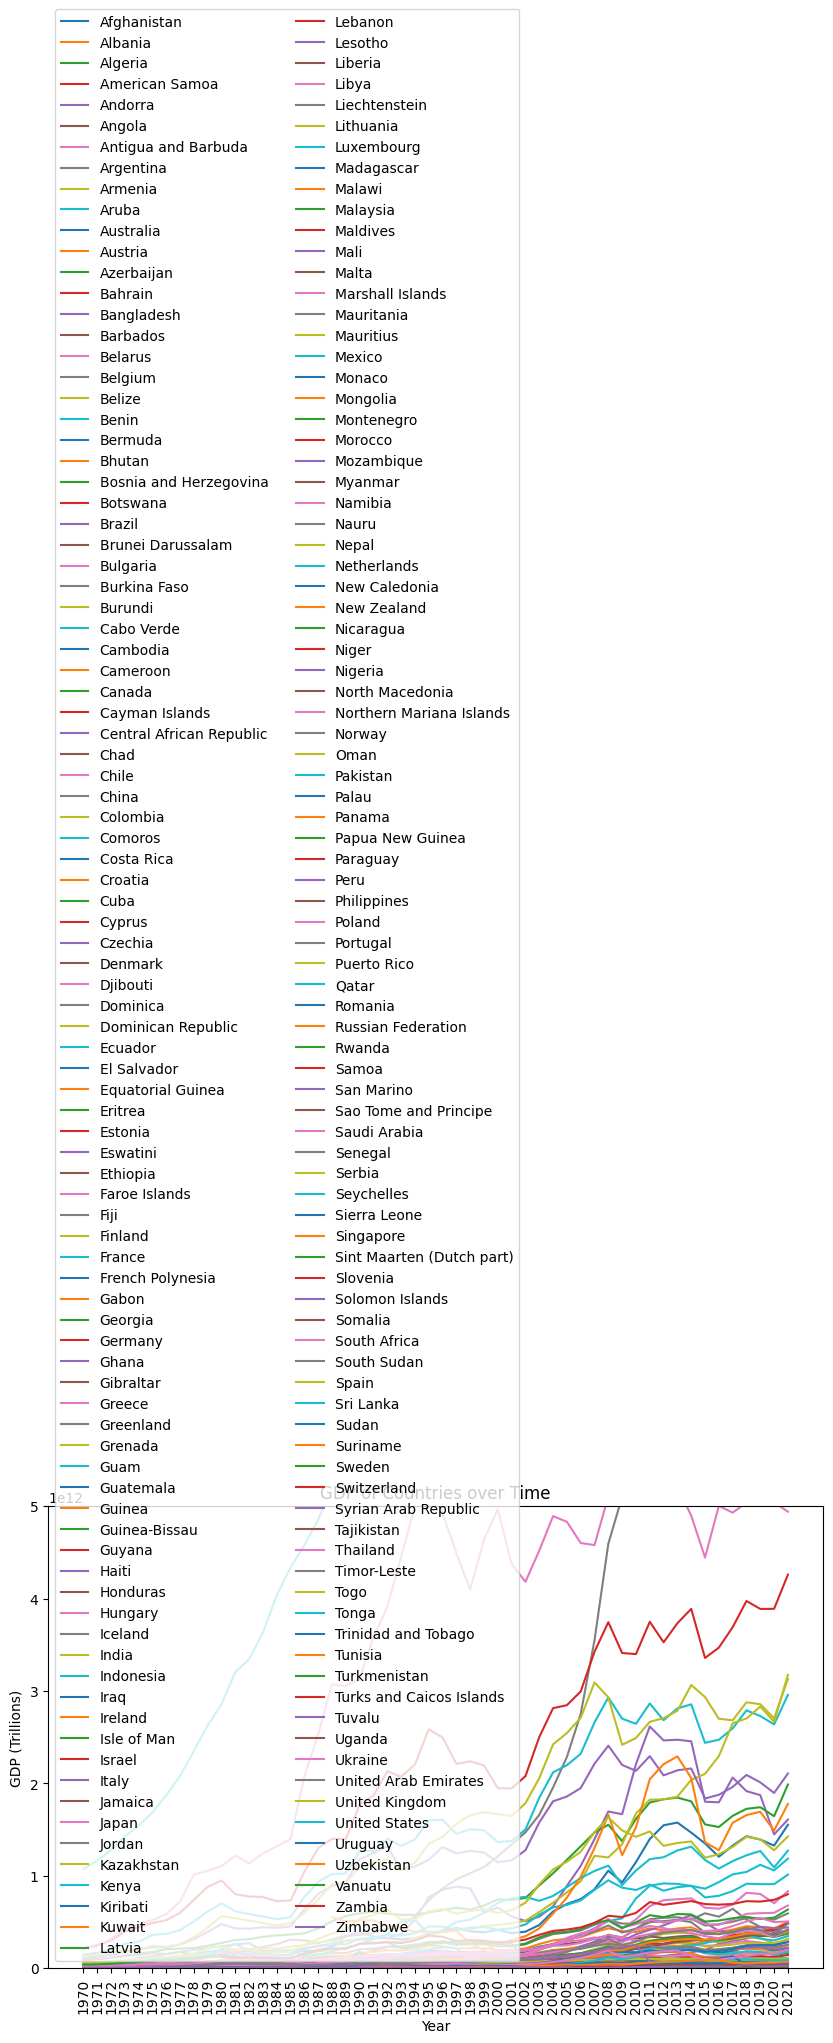 Afghanistan
Albania
Algeria
American Samoa
Andorra
Angola
Antigua and Barbuda
Argentina
Armenia
Aruba
Australia
Austria
Azerbaijan
Bahrain
Bangladesh
Barbados
Belarus
Belgium
Belize
Benin
Bermuda
Bhutan
Bosnia and Herzegovina
Botswana
Brazil
Brunei Darussalam
Bulgaria
Burkina Faso
Burundi
Cabo Verde
Cambodia
Cameroon
Canada
Cayman Islands
Central African Republic
Chad
Chile
China
Colombia
Comoros
Costa Rica
Croatia
Cuba
Cyprus
Czechia
Denmark
Djibouti
Dominica
Dominican Republic
Ecuador
El Salvador
Equatorial Guinea
Eritrea
Estonia
Eswatini
Ethiopia
Faroe Islands
Fiji
Finland
France
French Polynesia
Gabon
Georgia
Germany
Ghana
Gibraltar
Greece
Greenland
Grenada
Guam
Guatemala
Guinea
Guinea-Bissau
Guyana
Haiti
Honduras
Hungary
Iceland
India
Indonesia
Iraq
Ireland
Isle of Man
Israel
Italy
Jamaica
Japan
Jordan
Kazakhstan
Kenya
Kiribati
Kuwait
Latvia
Lebanon
Lesotho
Liberia
Libya
Liechtenstein
Lithuania
Luxembourg
Madagascar
Malawi
Malaysia
Maldives
Mali
Malta
Marshall Islands
Mauritania
Mauritius
Mexico
Monaco
Mongolia
Montenegro
Morocco
Mozambique
Myanmar
Namibia
Nauru
Nepal
Netherlands
New Caledonia
New Zealand
Nicaragua
Niger
Nigeria
North Macedonia
Northern Mariana Islands
Norway
Oman
Pakistan
Palau
Panama
Papua New Guinea
Paraguay
Peru
Philippines
Poland
Portugal
Puerto Rico
Qatar
Romania
Russian Federation
Rwanda
Samoa
San Marino
Sao Tome and Principe
Saudi Arabia
Senegal
Serbia
Seychelles
Sierra Leone
Singapore
Sint Maarten (Dutch part)
Slovenia
Solomon Islands
Somalia
South Africa
South Sudan
Spain
Sri Lanka
Sudan
Suriname
Sweden
Switzerland
Syrian Arab Republic
Tajikistan
Thailand
Timor-Leste
Togo
Tonga
Trinidad and Tobago
Tunisia
Turkmenistan
Turks and Caicos Islands
Tuvalu
Uganda
Ukraine
United Arab Emirates
United Kingdom
United States
Uruguay
Uzbekistan
Vanuatu
Zambia
Zimbabwe
GDP of Countries over Time
1e12
5
4
3
2
1
0
GDP (Trillions)
1970
1971
1972
1973
1974
1975
1976
1977
1978
1979
1980
1981
1982
1983
1984
1985
1986
1987
1988
1989
1990
1991
1992
1993
1994
1995
1996
1997
1998
1999
2000
2001
2002
2003
2004
2005
2006
2007
2008
2009
2010
2011
2012
2013
2014
2015
2016
2017
2018
2019
2020
2021
Year